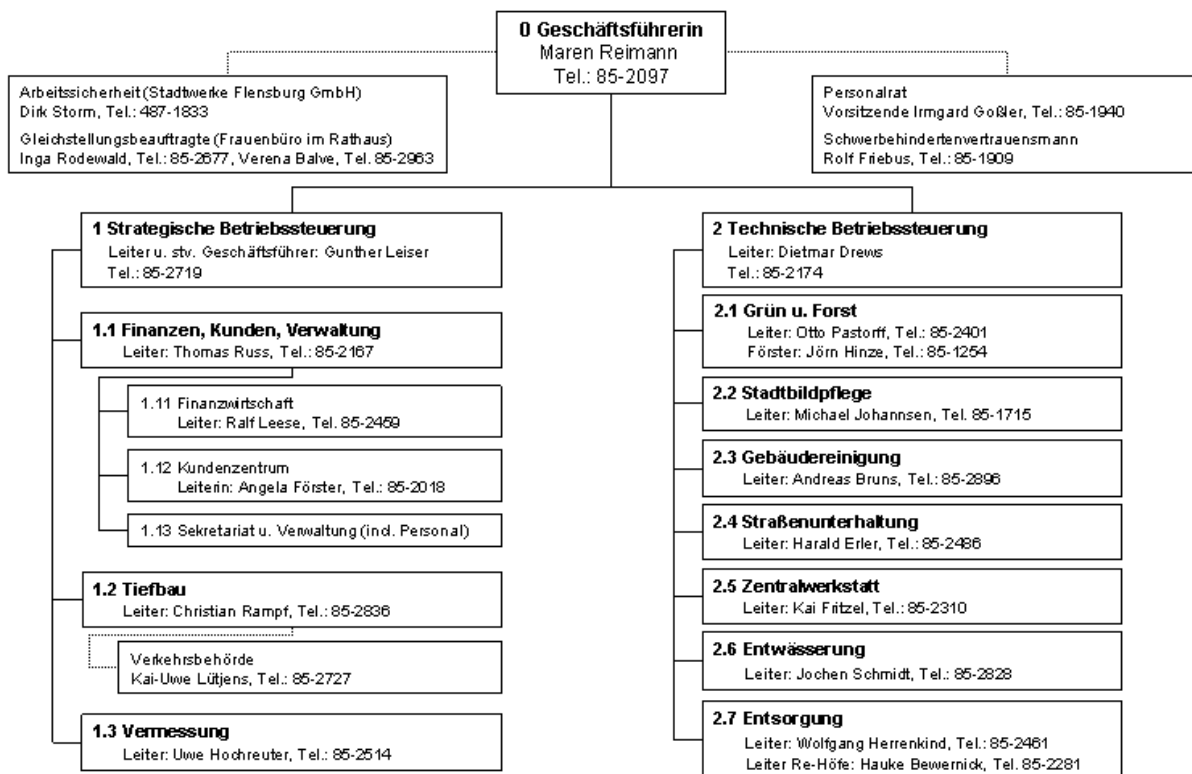 0 Geschäftsführerin
Maren Reimann
Tel.: 85-2097
Arbeitssicherheit (Stadtwerke Flensburg GmbH)
Dirk Storm, Tel.: 487-1833
Gleichstellungsbeauftragte (Frauenbüro im Rathaus)
Inga Rodewald, Tel.: 85-2677, Verena Balve, Tel. 85-2963
Personalrat
Vorsitzende Irmgard Goßler, Tel.: 85-1940
Schwerbehindertenvertrauensmann
Rolf Friebus, Tel.: 85-1909
1 Strategische Betriebssteuerung
Leiter u. stv. Geschäftsführer: Gunther Leiser
Tel.: 85-2719
1.1 Finanzen, Kunden, Verwaltung
Leiter: Thomas Russ, Tel.: 85-2167
1.11 Finanzwirtschaft
Leiter: Ralf Leese, Tel. 85-2459
1.12 Kundenzentrum
Leiterin: Angela Förster, Tel.: 85-2018
1.13 Sekretariat u. Verwaltung (incl. Personal)
1.2 Tiefbau
Leiter: Christian Rampf, Tel.: 85-2836
Verkehrsbehörde
Kai-Uwe Lütjens, Tel.: 85-2727
1.3 Vermessung
Leiter: Uwe Hochreuter, Tel.: 85-2514
2 Technische Betriebssteuerung
Leiter: Dietmar Drews
Tel.: 85-2174
2.1 Grün u. Forst
Leiter: Otto Pastorff, Tel.: 85-2401
Förster: Jörn Hinze, Tel.: 85-1254
2.2 Stadtbildpflege
Leiter: Michael Johannsen, Tel. 85-1715
2.3 Gebäudereinigung
Leiter: Andreas Bruns, Tel.: 85-2896
2.4 Straßenunterhaltung
Leiter: Harald Erler, Tel.: 85-2486
2.5 Zentralwerkstatt
Leiter: Kai Fritzel, Tel.: 85-2310
2.6 Entwässerung
Leiter: Jochen Schmidt, Tel.: 85-2828
2.7 Entsorgung
Leiter: Wolfgang Herrenkind, Tel.: 85-2461
Leiter Re-Höfe: Hauke Bewernick, Tel. 85-2281